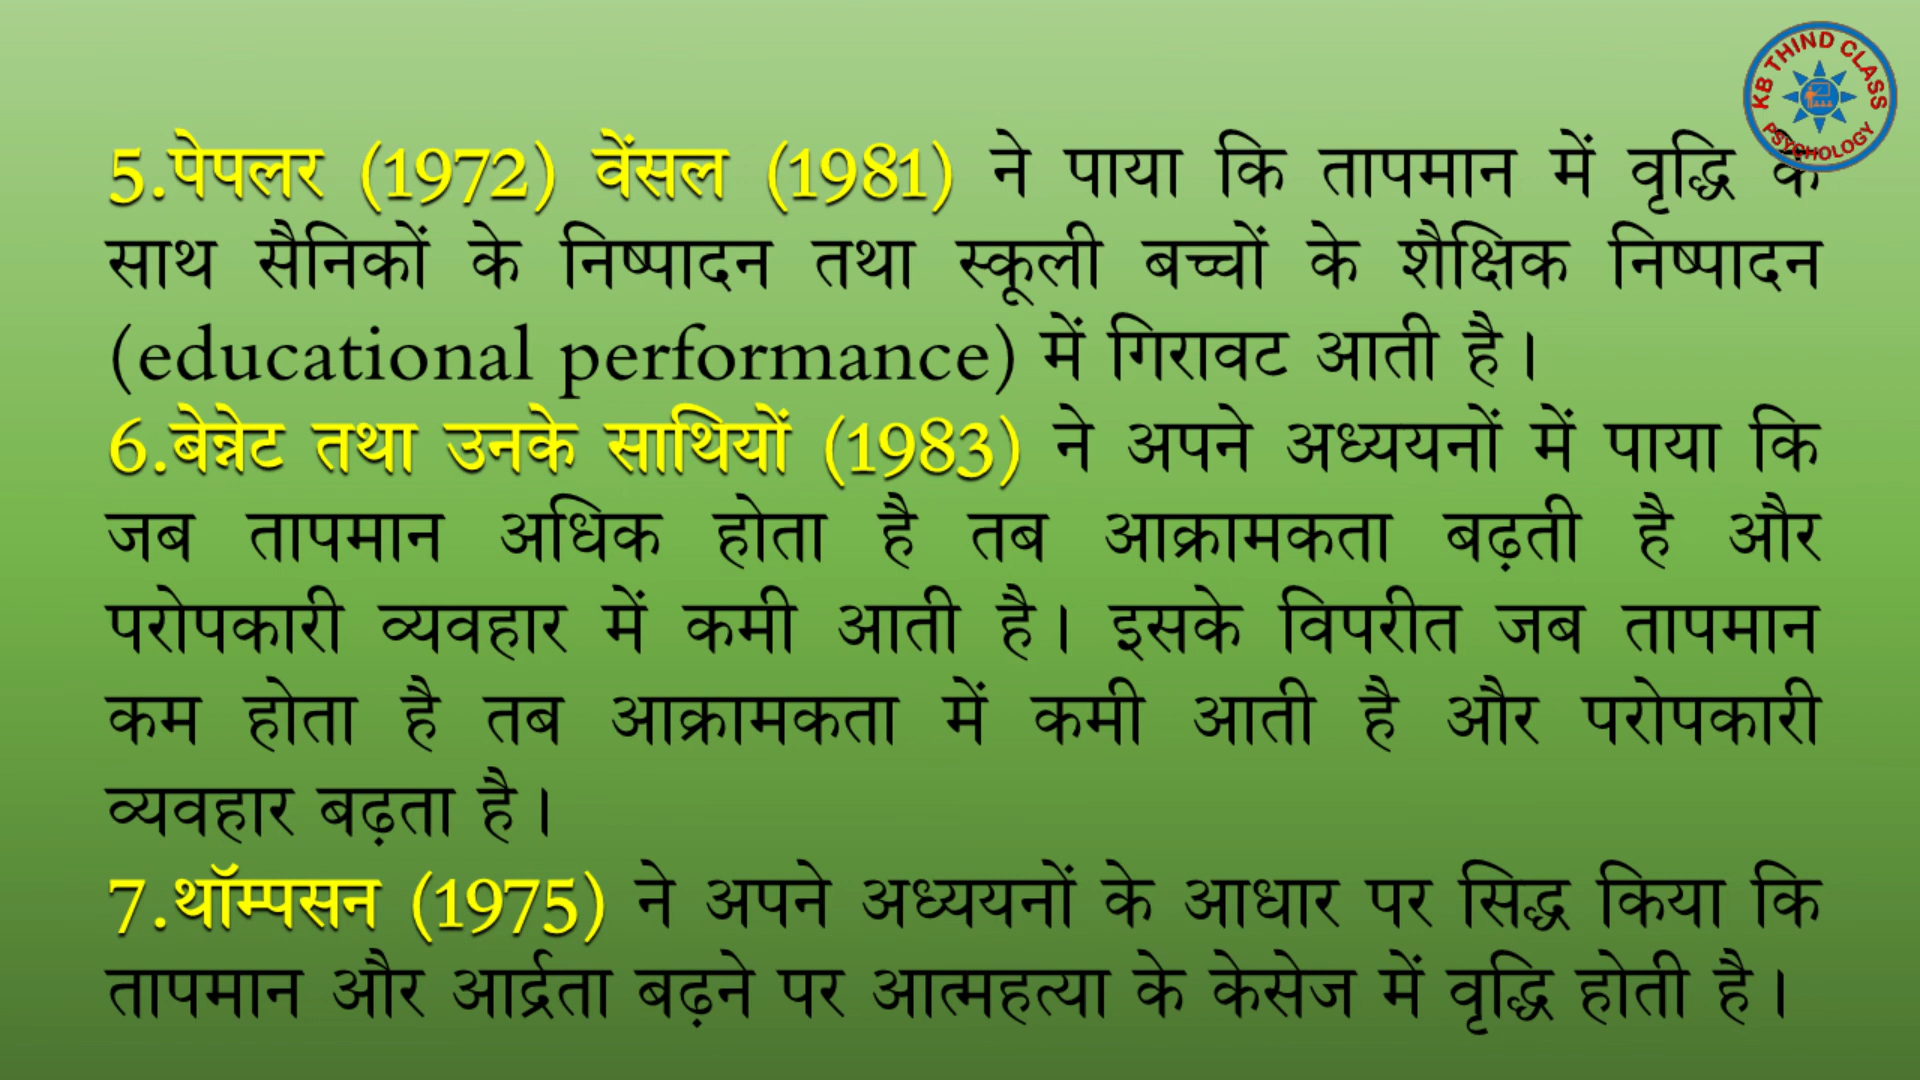 KB THIND CLASS
PSYCHOLOGY
5.पेपलर (1972) वेंसल (1981) ने पाया कि तापमान में वृद्धि के
साथ सैनिकों के निष्पादन तथा स्कूली बच्चों के शैक्षिक निष्पादन
(educational performance) में गिरावट आती है।
6.बेन्नेट तथा उनके साथियों (1983) ने अपने अध्ययनों में पाया कि
जब तापमान अधिक होता है तब आक्रामकता बढ़ती है और
परोपकारी व्यवहार में कमी आती है। इसके विपरीत जब तापमान
कम होता है तब आक्रामकता में कमी आती है और परोपकारी
व्यवहार बढ़ता है।
7.थॉम्पसन (1975) ने अपने अध्ययनों के आधार पर सिद्ध किया कि
तापमान और आर्द्रता बढ़ने पर आत्महत्या के केसेज में वृद्धि होती है।